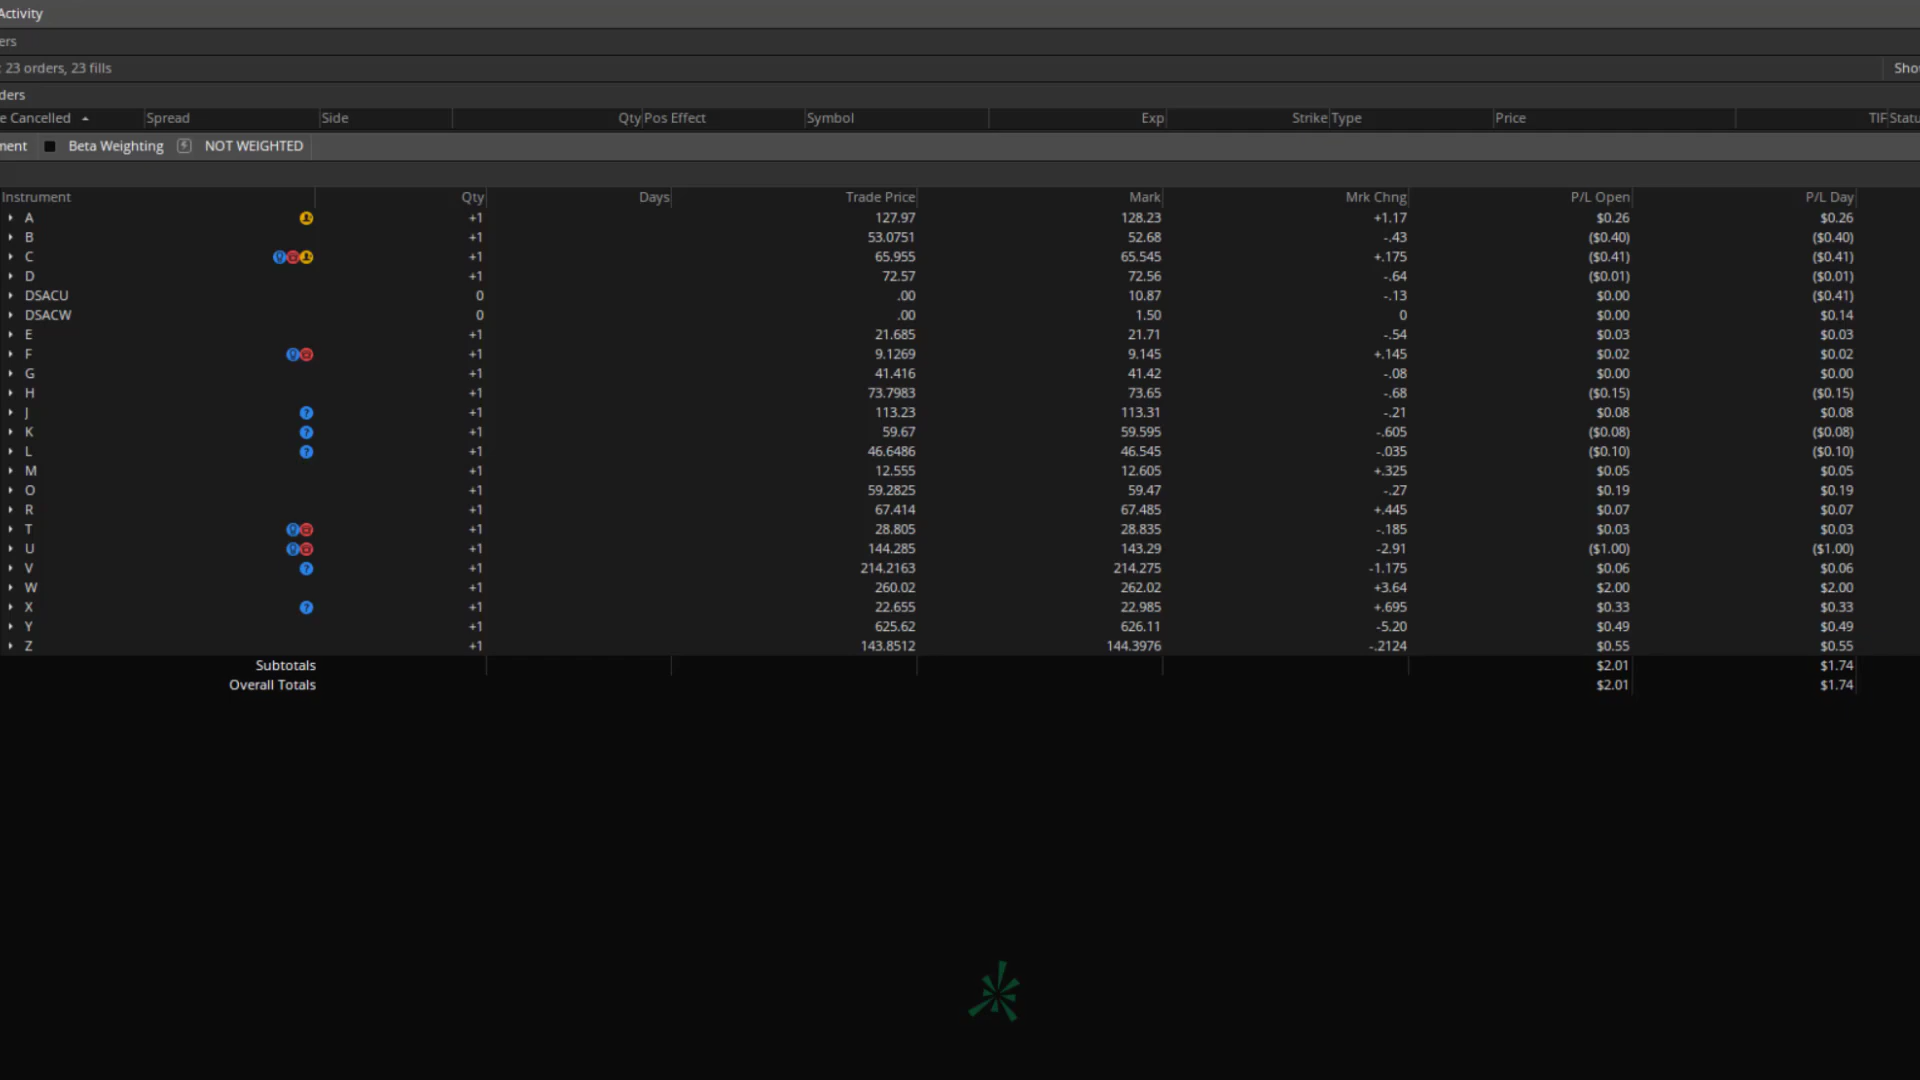 Activity
ers
: 23 orders, 23 fills Sho
ders
e Cancelled Spread Side Qty Pos Effect Symbol Exp Strike Type Price TIF Statu
ment Beta Weighting NOT WEIGHTED
Instrument Qty Days Trade Price Mark Mrk Chng P/L Open P/L Day
A +1 127.97 128.23 +1.17 $0.26 $0.26
B +1 53.0751 52.68 -.43 ($0.40) ($0.40)
C +1 65.955 65.545 +.175 ($0.41) ($0.41)
D +1 72.57 72.56 -.64 ($0.01) ($0.01)
DSACU 0 .00 10.87 -.13 $0.00 ($0.41)
DSACW 0 .00 1.50 0 $0.00 $0.14
E +1 21.685 21.71 -.54 $0.03 $0.03
F +1 9.1269 9.145 +.145 $0.02 $0.02
G +1 41.416 41.42 -.08 $0.00 $0.00
H +1 73.7983 73.65 -.68 ($0.15) ($0.15)
J ? +1 113.23 113.31 -.21 $0.08 $0.08
K ? +1 59.67 59.595 -.605 ($0.08) ($0.08)
L ? +1 46.6486 46.545 -.035 ($0.10) ($0.10)
M +1 12.555 12.605 +.325 $0.05 $0.05
O +1 59.2825 59.47 -.27 $0.19 $0.19
R +1 67.414 67.485 +.445 $0.07 $0.07
T +1 28.805 28.835 -.185 $0.03 $0.03
U +1 144.285 143.29 -2.91 ($1.00) ($1.00)
V ? +1 214.2163 214.275 -1.175 $0.06 $0.06
W +1 260.02 262.02 +3.64 $2.00 $2.00
X ? +1 22.655 22.985 +.695 $0.33 $0.33
Y +1 625.62 626.11 -5.20 $0.49 $0.49
Z +1 143.8512 144.3976 -.2124 $0.55 $0.55
Subtotals $2.01 $1.74
Overall Totals $2.01 $1.74